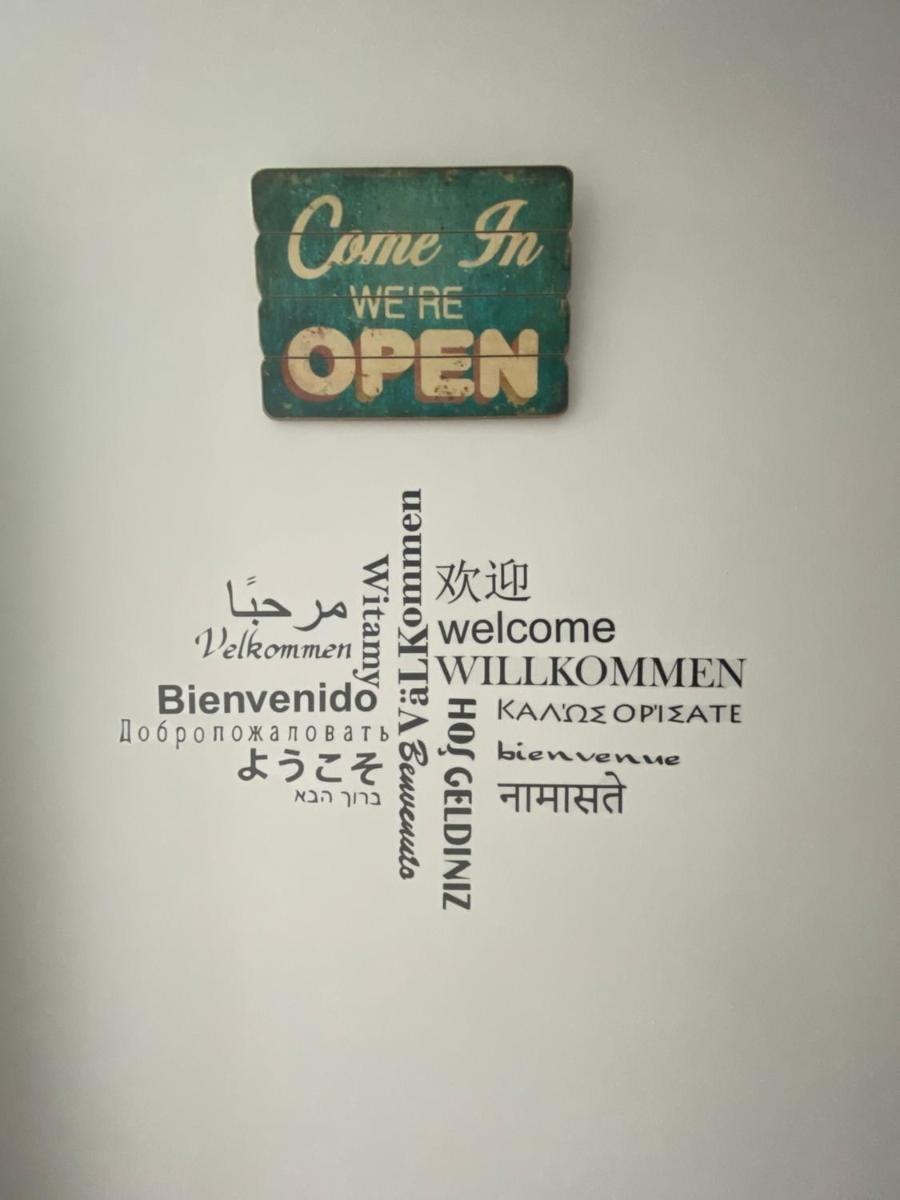 Come In
WE'RE
OPEN
VäLKommen
Witamy
欢迎
مرحبًا
welcome
Velkommen
WILLKOMMEN
Bienvenido
ΚΑΛΏΣ ΟΡΊΣΑΤΕ
Добропожаловать
HOŞ GELDINIZ
Benvenuto
bienvenue
ようこそ
नामासते
ברוך הבא